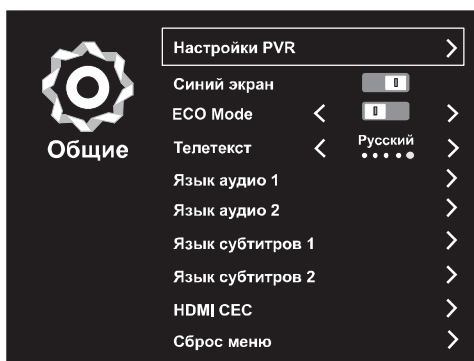 Общие
Настройки PVR
Синий экран
ECO Mode
Телетекст Русский
Язык аудио 1
Язык аудио 2
Язык субтитров 1
Язык субтитров 2
HDMI CEC
Сброс меню